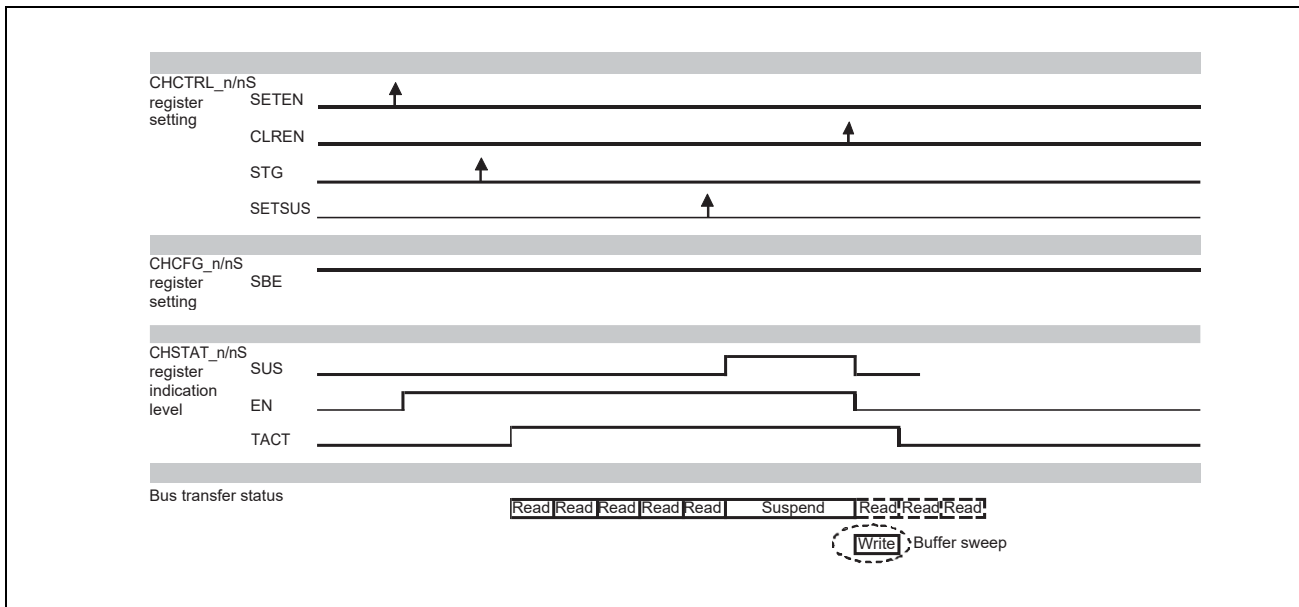 CHCTRL_n/nS
register
setting
SETEN
CLREN
STG
SETSUS
CHCFG_n/nS
register
setting
SBE
CHSTAT_n/nS
register
indication
level
SUS
EN
TACT
Bus transfer status
Read Read Read Read Read Suspend Read Read Read
Write Buffer sweep